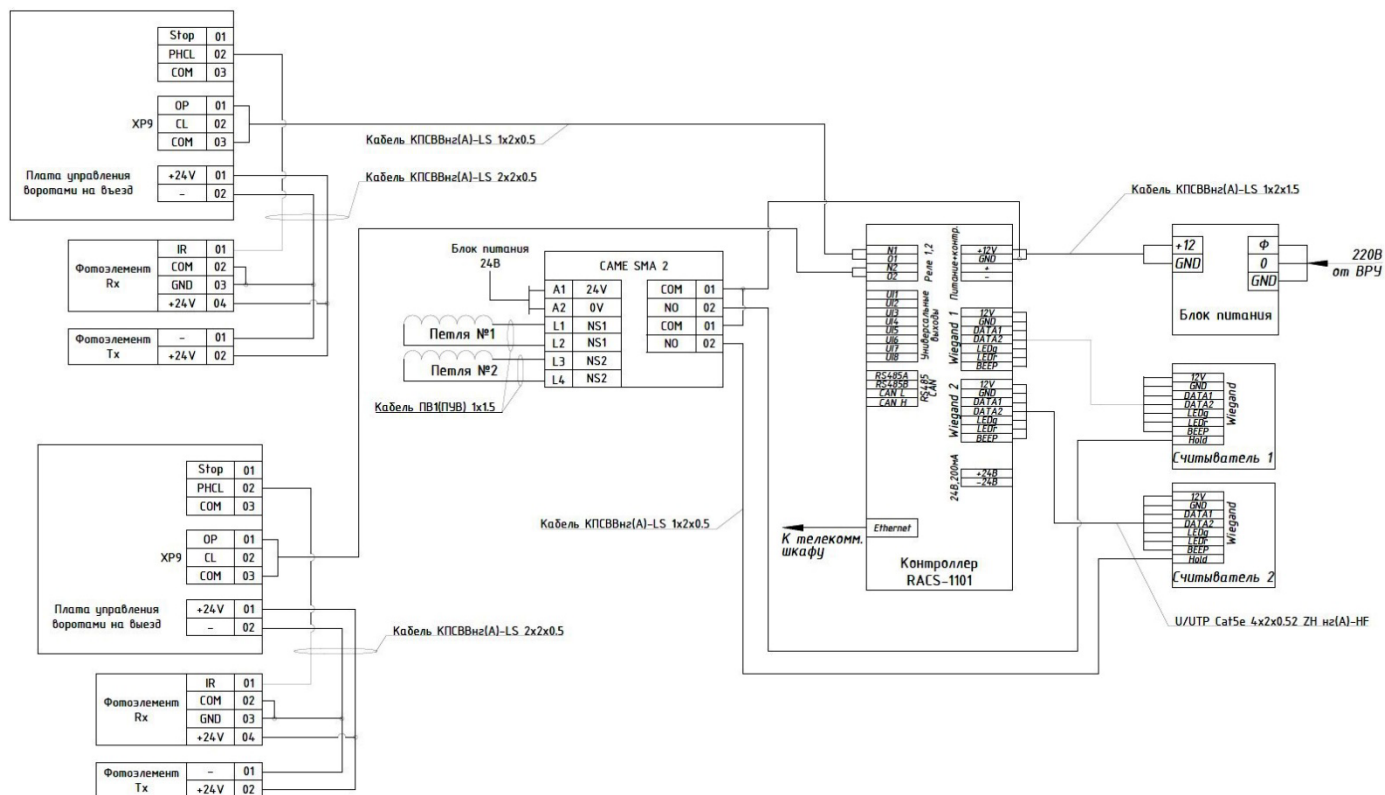 Stop 01
PHCL 02
COM 03
OP 01
XP9 CL 02
COM 03
Плата управления
воротами на въезд
+24V 01
- 02
Кабель КПСВВнг(А)-LS 1x2x0.5
Кабель КПСВВнг(А)-LS 2x2x0.5
Фотоэлемент
Rx
IR 01
COM 02
GND 03
+24V 04
Фотоэлемент
Tx
- 01
+24V 02
Блок питания
24В
CAME SMA 2
A1 24V
A2 0V
L1 NS1
L2 NS1
L3 NS2
L4 NS2
COM 01
NO 02
COM 01
NO 02
Петля №1
Петля №2
Кабель ПВ1(ПУВ) 1x1.5
Stop 01
PHCL 02
COM 03
OP 01
XP9 CL 02
COM 03
Плата управления
воротами на выезд
+24V 01
- 02
Кабель КПСВВнг(А)-LS 2x2x0.5
Фотоэлемент
Rx
IR 01
COM 02
GND 03
+24V 04
Фотоэлемент
Tx
- 01
+24V 02
Кабель КПСВВнг(А)-LS 1x2x0.5
N1
O1
N2
O2
Реле 1,2
UI1
UI2
UI3
UI4
UI5
UI6
UI7
UI8
Универсальные
выходы
RS485A
RS485B
CAN L
CAN H
RS485
CAN
Питание+контр.
+12V
GND
+
-
Wiegand 1
12V
GND
DATA1
DATA2
LEDg
LEDr
BEEP
Wiegand 2
12V
GND
DATA1
DATA2
LEDg
LEDr
BEEP
24В,200мА
+24В
-24В
Ethernet
К телекомм.
шкафу
Контроллер
RACS-1101
Кабель КПСВВнг(А)-LS 1x2x1.5
+12
GND
Ф
0
GND
Блок питания
220В
от ВРУ
12V
GND
DATA1
DATA2
LEDg
LEDr
BEEP
Hold
Wiegand
Считыватель 1
12V
GND
DATA1
DATA2
LEDg
LEDr
BEEP
Hold
Wiegand
Считыватель 2
U/UTP Cat5e 4x2x0.52 ZH нг(А)-HF